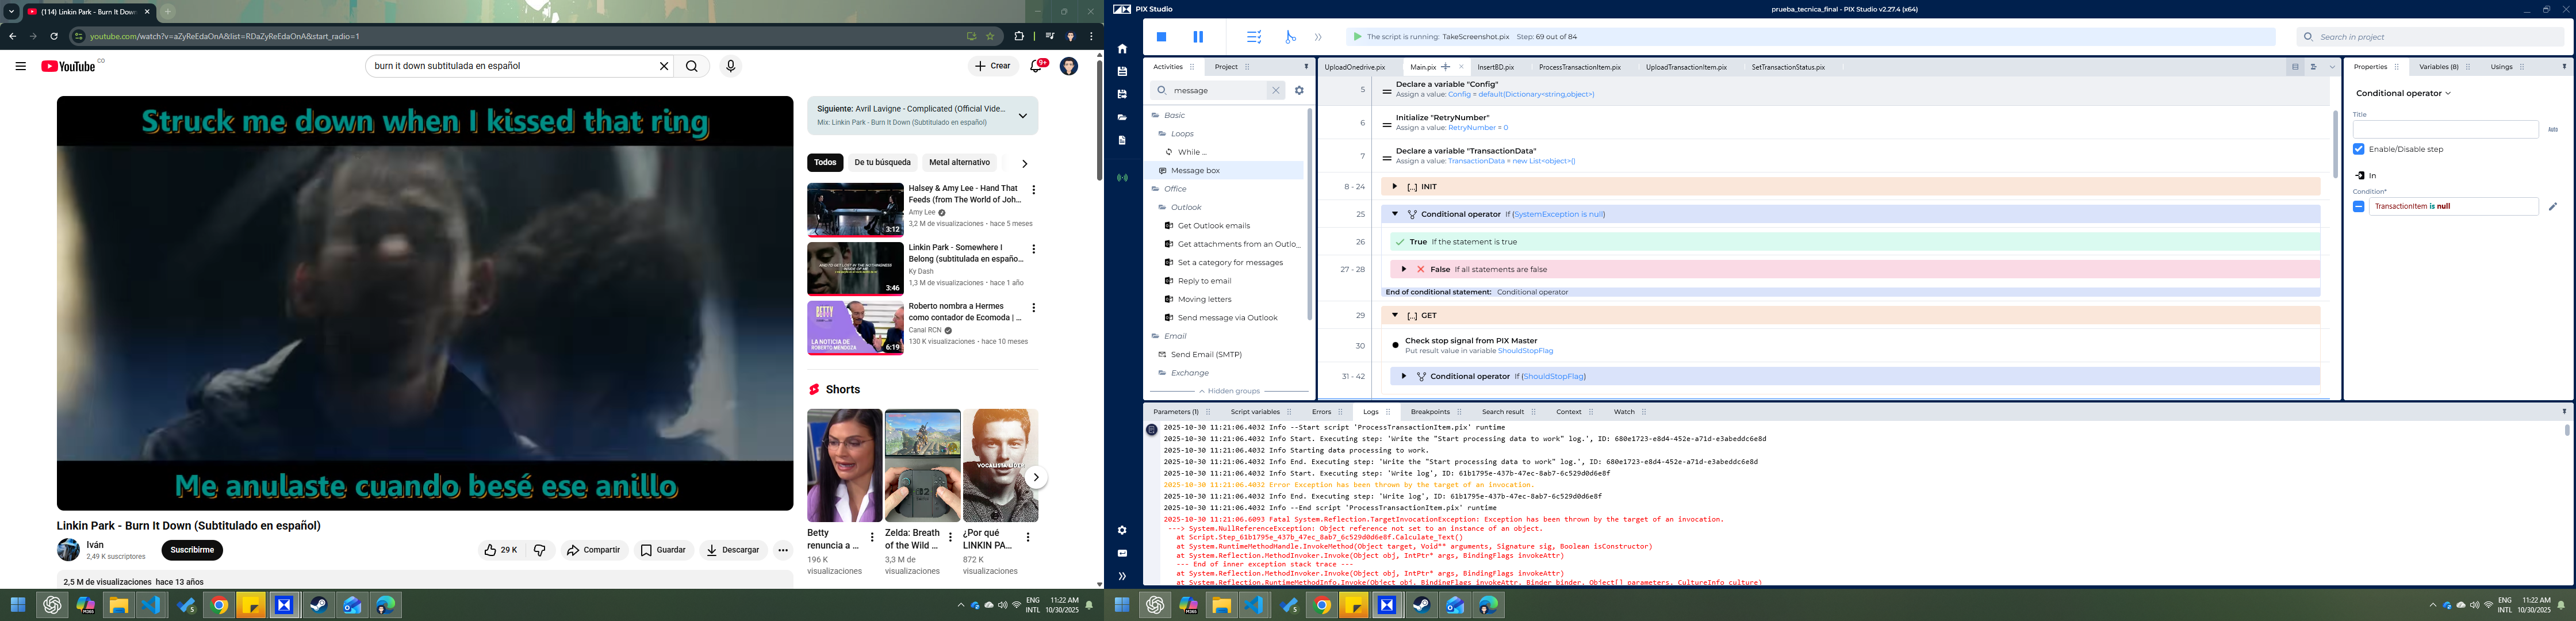 (114) Linkin Park - Burn It Down
youtube.com/watch?v=aZyReEdaOnA&list=RDaZyReEdaOnA&start_radio=1
YouTube CO
burn it down subtitulada en español
Crear
9+
Struck me down when I kissed that ring
Me anulaste cuando besé ese anillo
Linkin Park - Burn It Down (Subtitulado en español)
Iván
2,49 K suscriptores
Suscribirme
29 K
Compartir
Guardar
Descargar
2,5 M de visualizaciones hace 13 años
Siguiente: Avril Lavigne - Complicated (Official Vide...
Mix: Linkin Park - Burn It Down (Subtitulado en español)
Todos
De tu búsqueda
Metal alternativo
Halsey & Amy Lee - Hand That
Feeds (from The World of Joh...
Amy Lee
3,2 M de visualizaciones • hace 5 meses
3:12
Linkin Park - Somewhere I
Belong (subtitulada en españo...
Ky Dash
1,3 M de visualizaciones • hace 1 año
3:46
Roberto nombra a Hermes
como contador de Ecomoda | ...
Canal RCN
130 K visualizaciones • hace 10 meses
LA NOTICIA DE
ROBERTO MENDOZA
6:19
Shorts
VOCALISTA LÍDER
Betty
renuncia a ...
196 K
visualizaciones
Zelda: Breath
of the Wild ...
3,3 M de
visualizaciones
¿Por qué
LINKIN PA...
872 K
visualizaciones
ENG
INTL
11:22 AM
10/30/2025
PIX Studio
prueba_tecnica_final - PIX Studio v2.27.4 (x64)
The script is running: TakeScreenshot.pix Step: 69 out of 84
Search in project
Activities
Project
message
Basic
Loops
While ...
Message box
Office
Outlook
Get Outlook emails
Get attachments from an Outlo...
Set a category for messages
Reply to email
Moving letters
Send message via Outlook
Email
Send Email (SMTP)
Exchange
Hidden groups
UploadOnedrive.pix
Main.pix
InsertBD.pix
ProcessTransactionItem.pix
UploadTransactionItem.pix
SetTransactionStatus.pix
5
Declare a variable "Config"
Assign a value: Config = default(Dictionary<string,object>)
6
Initialize "RetryNumber"
Assign a value: RetryNumber = 0
7
Declare a variable "TransactionData"
Assign a value: TransactionData = new List<object>()
8 - 24
[...] INIT
25
Conditional operator If (SystemException is null)
26
True If the statement is true
27 - 28
False If all statements are false
End of conditional statement: Conditional operator
29
[...] GET
30
Check stop signal from PIX Master
Put result value in variable ShouldStopFlag
31 - 42
Conditional operator If (ShouldStopFlag)
Properties
Variables (8)
Usings
Conditional operator
Title
Auto
Enable/Disable step
In
Condition*
TransactionItem is null
Parameters (1)
Script variables
Errors
Logs
Breakpoints
Search result
Context
Watch
2025-10-30 11:21:06.4032 Info --Start script 'ProcessTransactionItem.pix' runtime
2025-10-30 11:21:06.4032 Info Start. Executing step: 'Write the "Start processing data to work" log.', ID: 680e1723-e8d4-452e-a71d-e3abeddc6e8d
2025-10-30 11:21:06.4032 Info Starting data processing to work.
2025-10-30 11:21:06.4032 Info End. Executing step: 'Write the "Start processing data to work" log.', ID: 680e1723-e8d4-452e-a71d-e3abeddc6e8d
2025-10-30 11:21:06.4032 Info Start. Executing step: 'Write log', ID: 61b1795e-437b-47ec-8ab7-6c529d0d6e8f
2025-10-30 11:21:06.4032 Error Exception has been thrown by the target of an invocation.
2025-10-30 11:21:06.4032 Info End. Executing step: 'Write log', ID: 61b1795e-437b-47ec-8ab7-6c529d0d6e8f
2025-10-30 11:21:06.4032 Info --End script 'ProcessTransactionItem.pix' runtime
2025-10-30 11:21:06.6093 Fatal System.Reflection.TargetInvocationException: Exception has been thrown by the target of an invocation.
---> System.NullReferenceException: Object reference not set to an instance of an object.
at Script.Step_61b1795e_437b_47ec_8ab7_6c529d0d6e8f.Calculate_Text()
at System.RuntimeMethodHandle.InvokeMethod(Object target, Void** arguments, Signature sig, Boolean isConstructor)
at System.Reflection.MethodInvoker.Invoke(Object obj, IntPtr* args, BindingFlags invokeAttr)
--- End of inner exception stack trace ---
at System.Reflection.MethodInvoker.Invoke(Object obj, IntPtr* args, BindingFlags invokeAttr)
at System.Reflection.RuntimeMethodInfo.Invoke(Object obj, BindingFlags invokeAttr, Binder binder, Object[] parameters, CultureInfo culture)
ENG
INTL
11:22 AM
10/30/2025